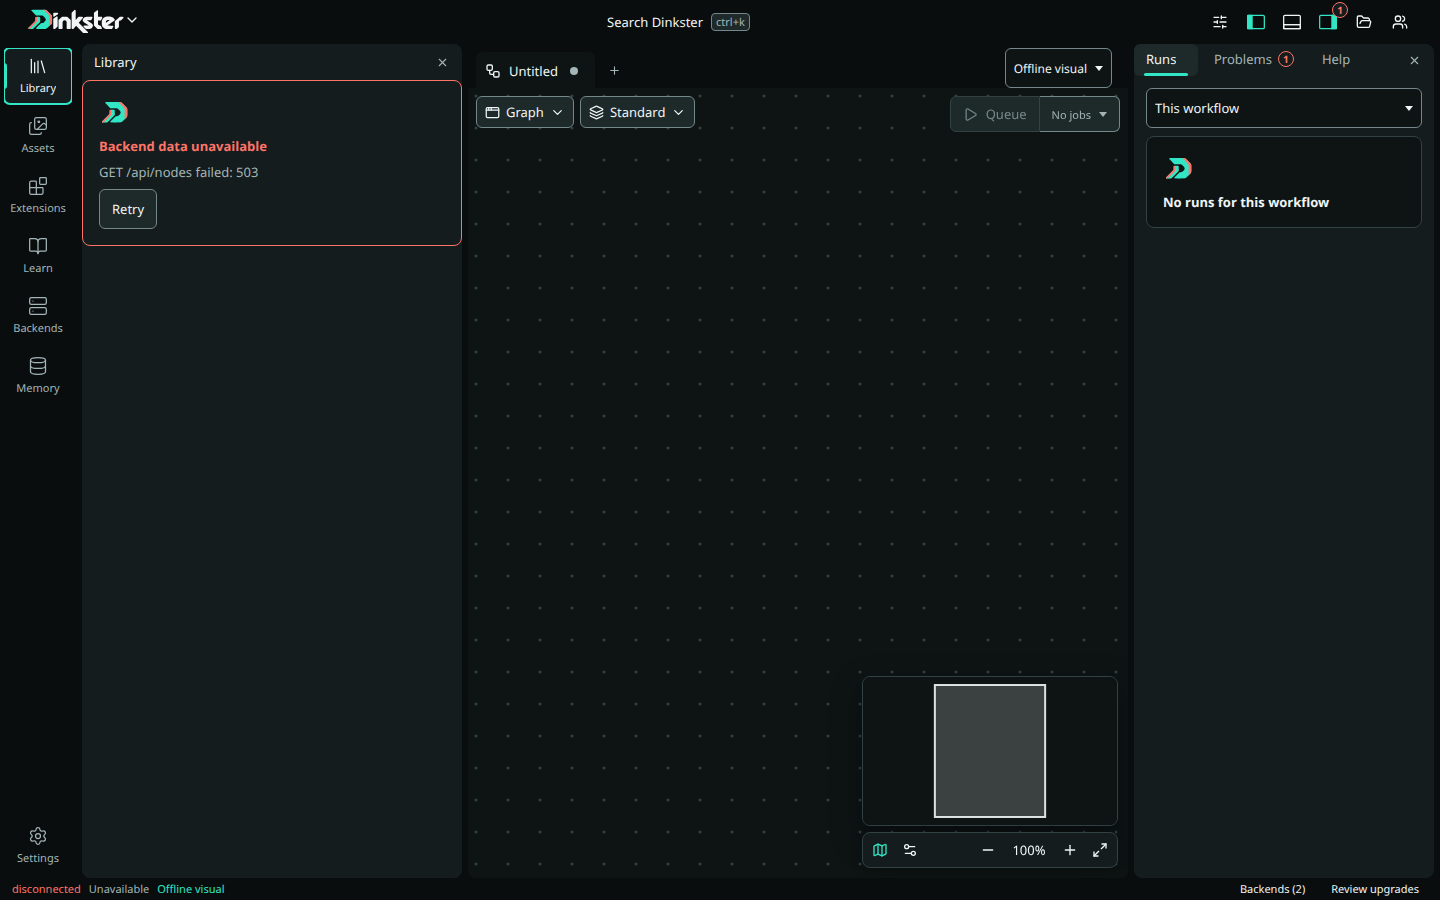 Dinkster
Search Dinkster ctrl+k
1
Library
Assets
Extensions
Learn
Backends
Memory
Settings
Library
Backend data unavailable
GET /api/nodes failed: 503
Retry
Untitled
Offline visual
Graph
Standard
Queue
No jobs
100%
Runs
Problems 1
Help
This workflow
No runs for this workflow
disconnected Unavailable Offline visual
Backends (2) Review upgrades